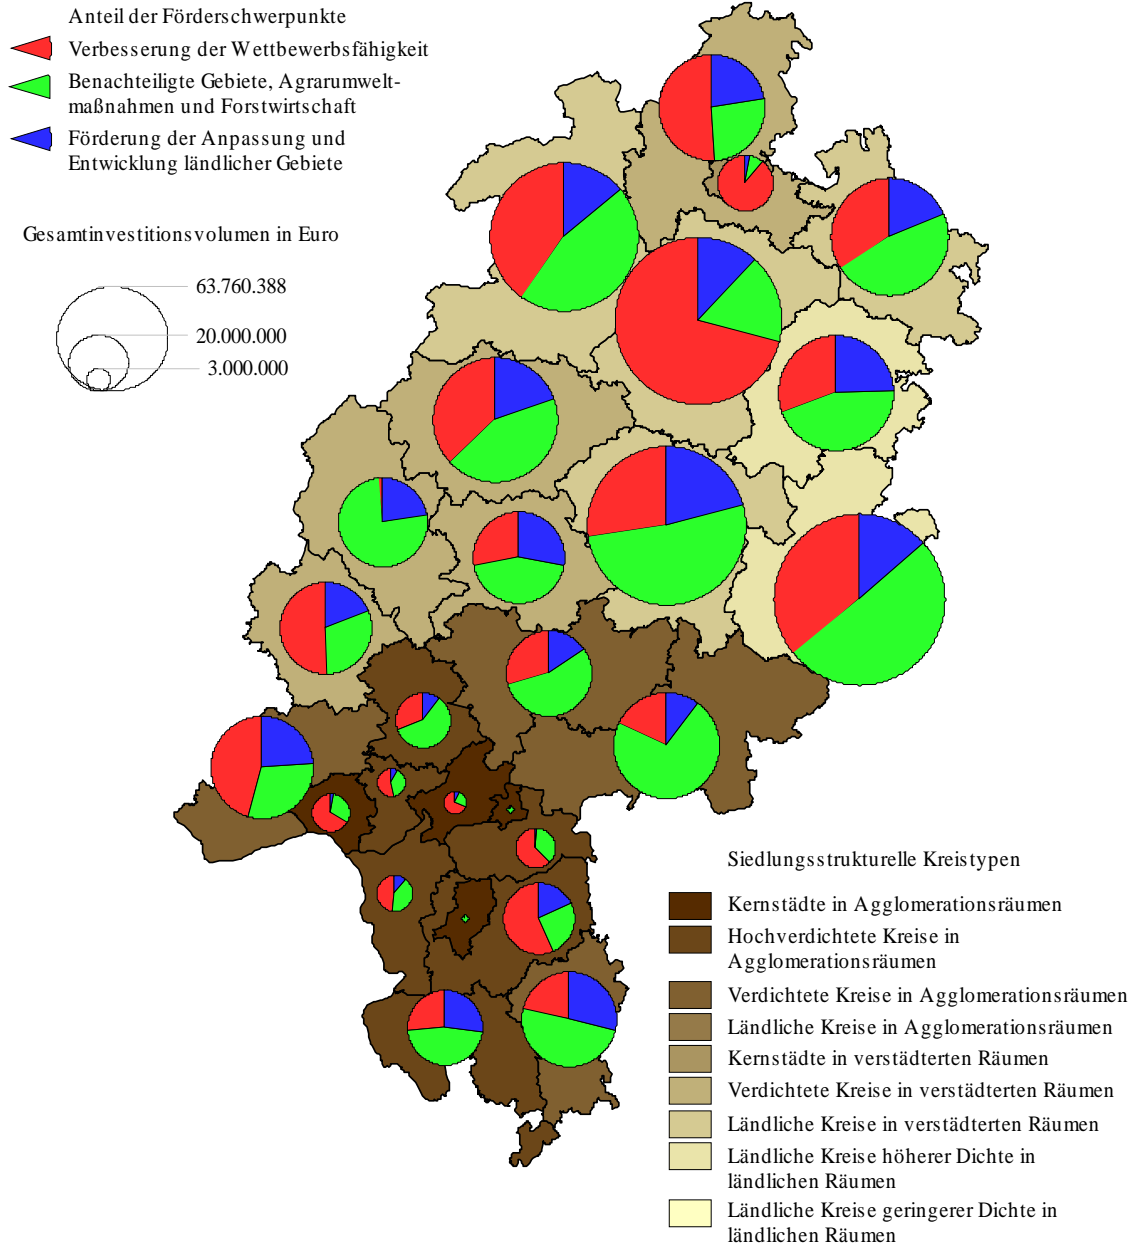 Anteil der Förderschwerpunkte
Verbesserung der Wettbewerbsfähigkeit
Benachteiligte Gebiete, Agrarumwelt-
maßnahmen und Forstwirtschaft
Förderung der Anpassung und
Entwicklung ländlicher Gebiete
Gesamtinvestitionsvolumen in Euro
63.760.388
20.000.000
3.000.000
Siedlungsstrukturelle Kreistypen
Kernstädte in Agglomerationsräumen
Hochverdichtete Kreise in
Agglomerationsräumen
Verdichtete Kreise in Agglomerationsräumen
Ländliche Kreise in Agglomerationsräumen
Kernstädte in verstädterten Räumen
Verdichtete Kreise in verstädterten Räumen
Ländliche Kreise in verstädterten Räumen
Ländliche Kreise höherer Dichte in
ländlichen Räumen
Ländliche Kreise geringerer Dichte in
ländlichen Räumen